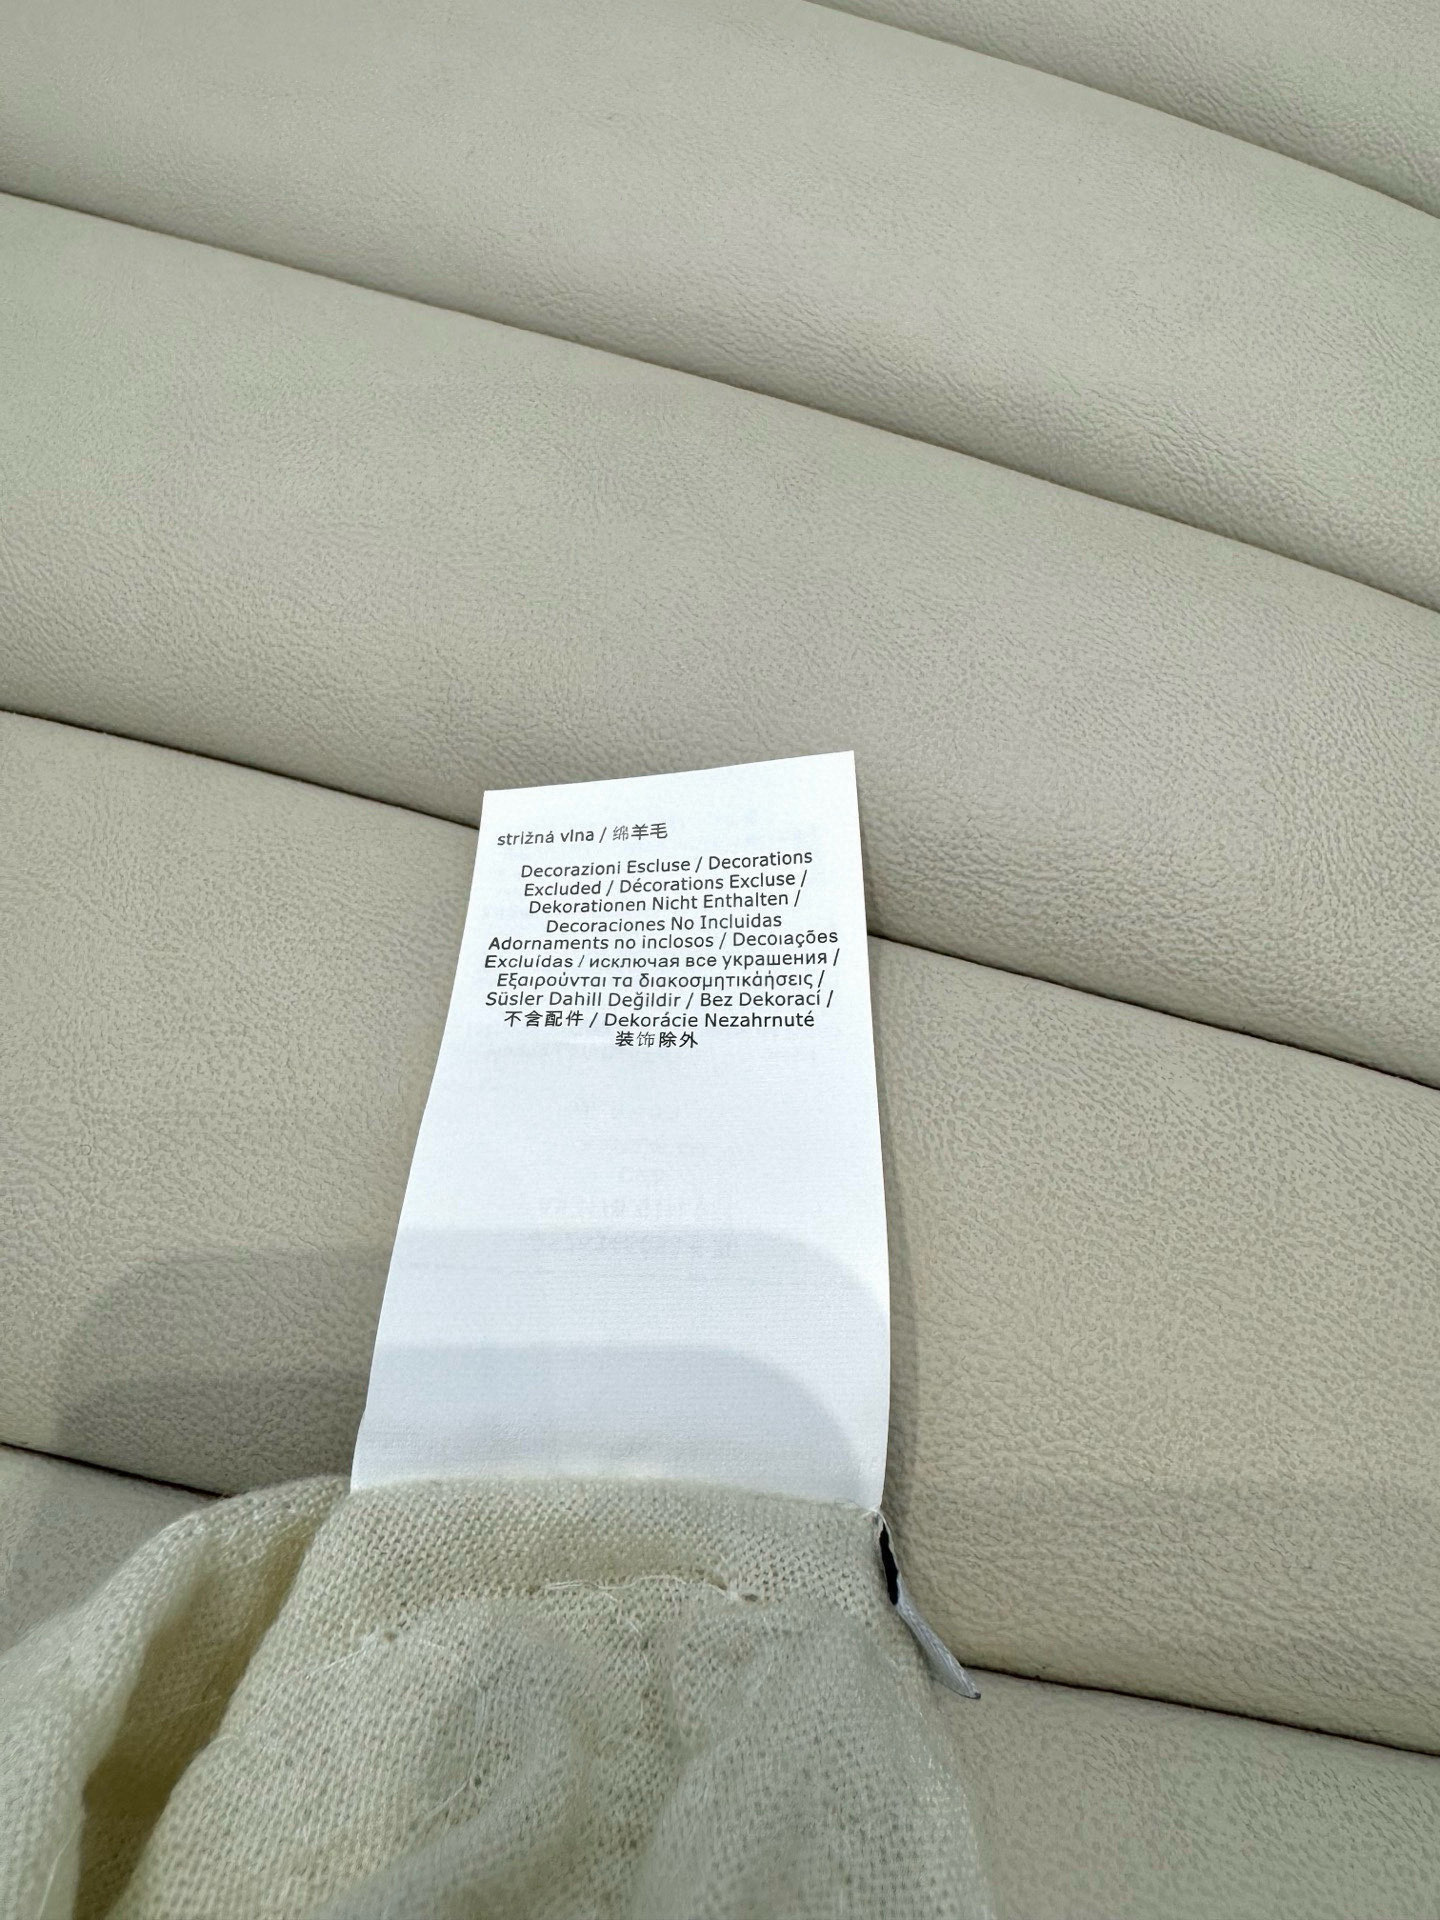 strižná vlna / 绵羊毛
Decorazioni Escluse / Decorations
Excluded / Décorations Excluse /
Dekorationen Nicht Enthalten /
Decoraciones No Incluidas
Adornaments no inclosos / Decorações
Excluídas / исключая все украшения /
Εξαιρούνται τα διακοσμητικάήσεις /
Süsler Dahill Değildir / Bez Dekorací /
不含配件 / Dekorácie Nezahrnuté
装饰除外